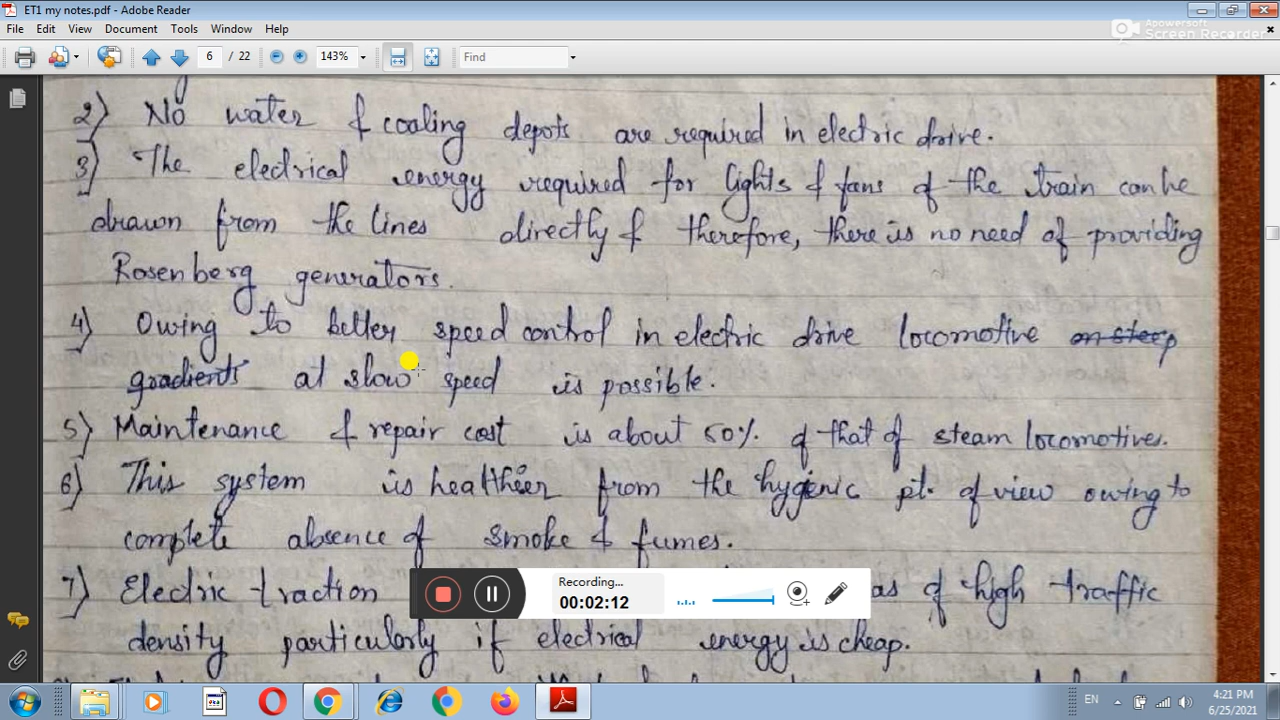 ET1 my notes.pdf - Adobe Reader
Apowersoft
Screen Recorder
File Edit View Document Tools Window Help
6 / 22 143% Find
2) No water & coaling depots are required in electric drive.
3) The electrical energy required for lights & fans of the train can be
drawn from the lines directly & therefore, there is no need of providing
Rosenberg generators.
4) Owing to better speed control in electric drive locomotive on steep
gradients at slow speed is possible.
5) Maintenance & repair cost is about 50% of that of steam locomotives.
6) This system is healthier from the hygenic pt. of view owing to
complete absence of smoke & fumes.
7) Electric traction as of high traffic
density particularly if electrical energy is cheap.
Recording...
00:02:12
EN 4:21 PM
6/25/2021